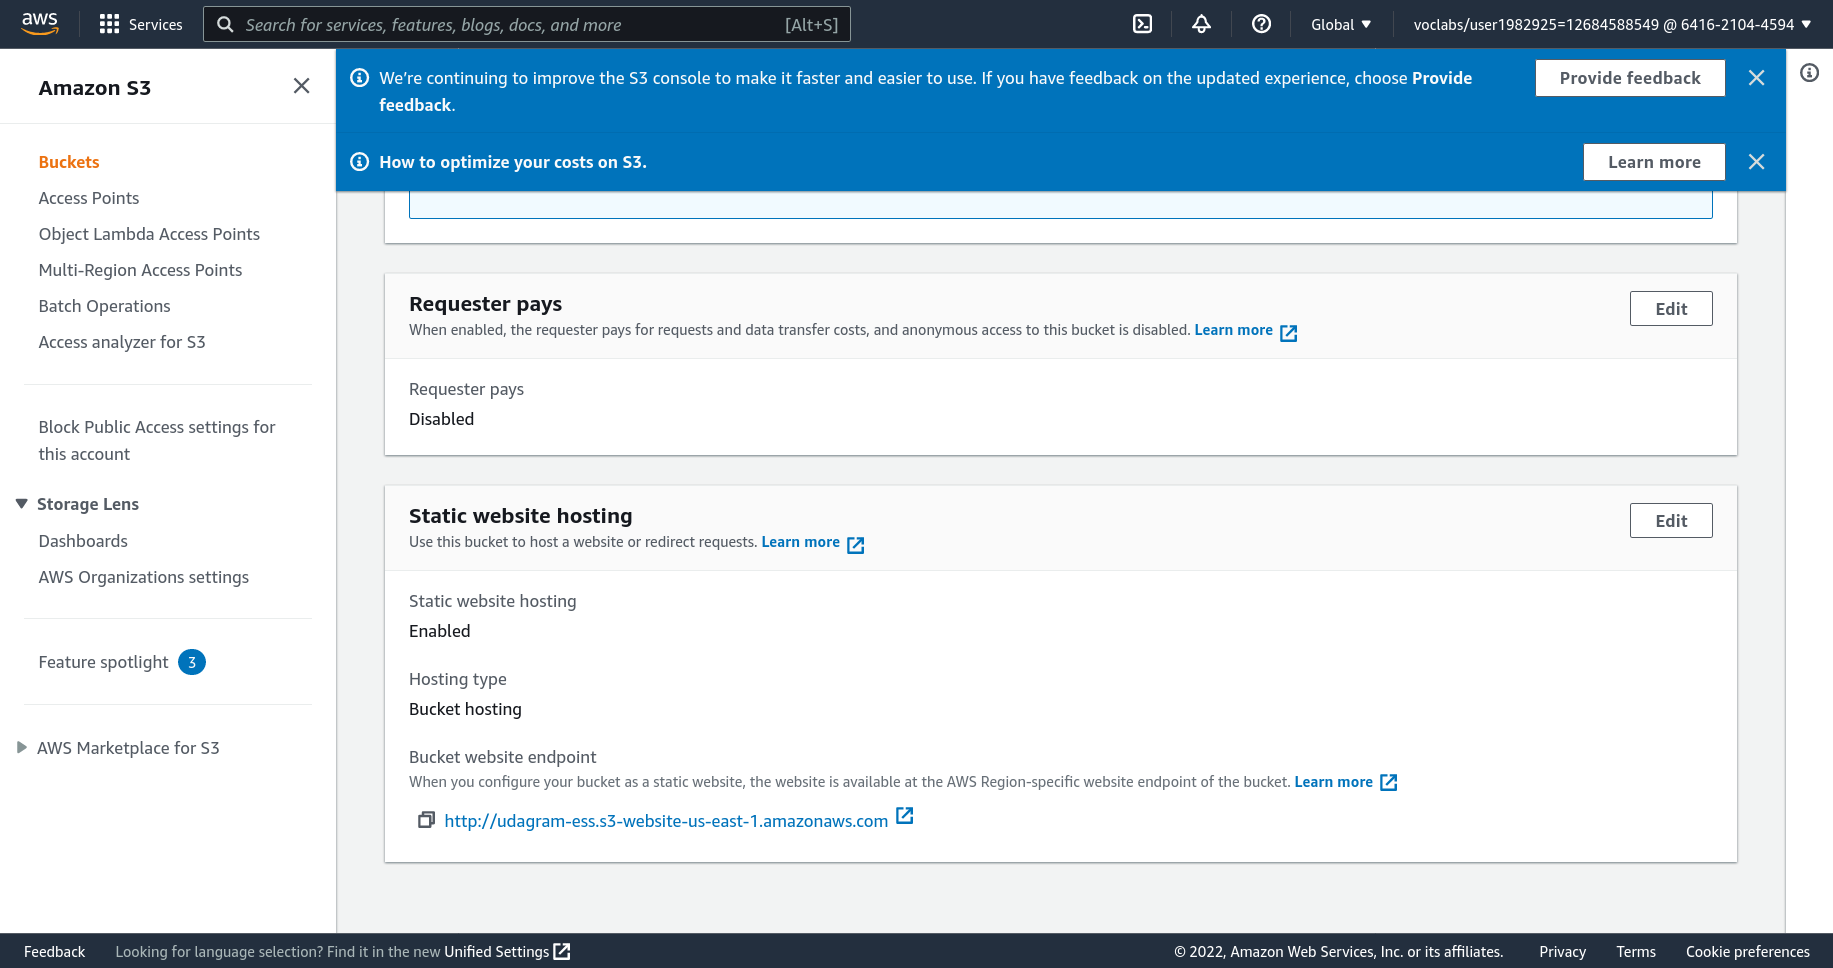 aws
Services
Search for services, features, blogs, docs, and more
[Alt+S]
Global
voclabs/user1982925=12684588549 @ 6416-2104-4594
Amazon S3
Buckets
Access Points
Object Lambda Access Points
Multi-Region Access Points
Batch Operations
Access analyzer for S3
Block Public Access settings for
this account
Storage Lens
Dashboards
AWS Organizations settings
Feature spotlight 3
AWS Marketplace for S3
We're continuing to improve the S3 console to make it faster and easier to use. If you have feedback on the updated experience, choose Provide
feedback.
Provide feedback
How to optimize your costs on S3.
Learn more
Requester pays
When enabled, the requester pays for requests and data transfer costs, and anonymous access to this bucket is disabled. Learn more
Edit
Requester pays
Disabled
Static website hosting
Use this bucket to host a website or redirect requests. Learn more
Edit
Static website hosting
Enabled
Hosting type
Bucket hosting
Bucket website endpoint
When you configure your bucket as a static website, the website is available at the AWS Region-specific website endpoint of the bucket. Learn more
http://udagram-ess.s3-website-us-east-1.amazonaws.com
Feedback
Looking for language selection? Find it in the new Unified Settings
© 2022, Amazon Web Services, Inc. or its affiliates.
Privacy
Terms
Cookie preferences